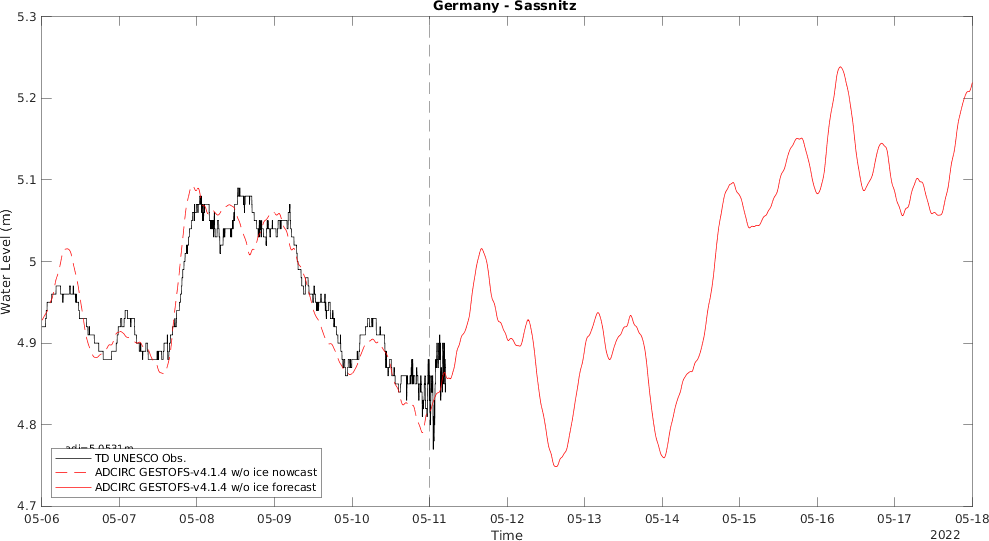 Germany - Sassnitz
5.3
5.2
5.1
5
4.9
4.8
4.7
Water Level (m)
adj=5.0531m
TD UNESCO Obs.
ADCIRC GESTOFS-v4.1.4 w/o ice nowcast
ADCIRC GESTOFS-v4.1.4 w/o ice forecast
05-06 05-07 05-08 05-09 05-10 05-11 05-12 05-13 05-14 05-15 05-16 05-17 05-18
Time
2022